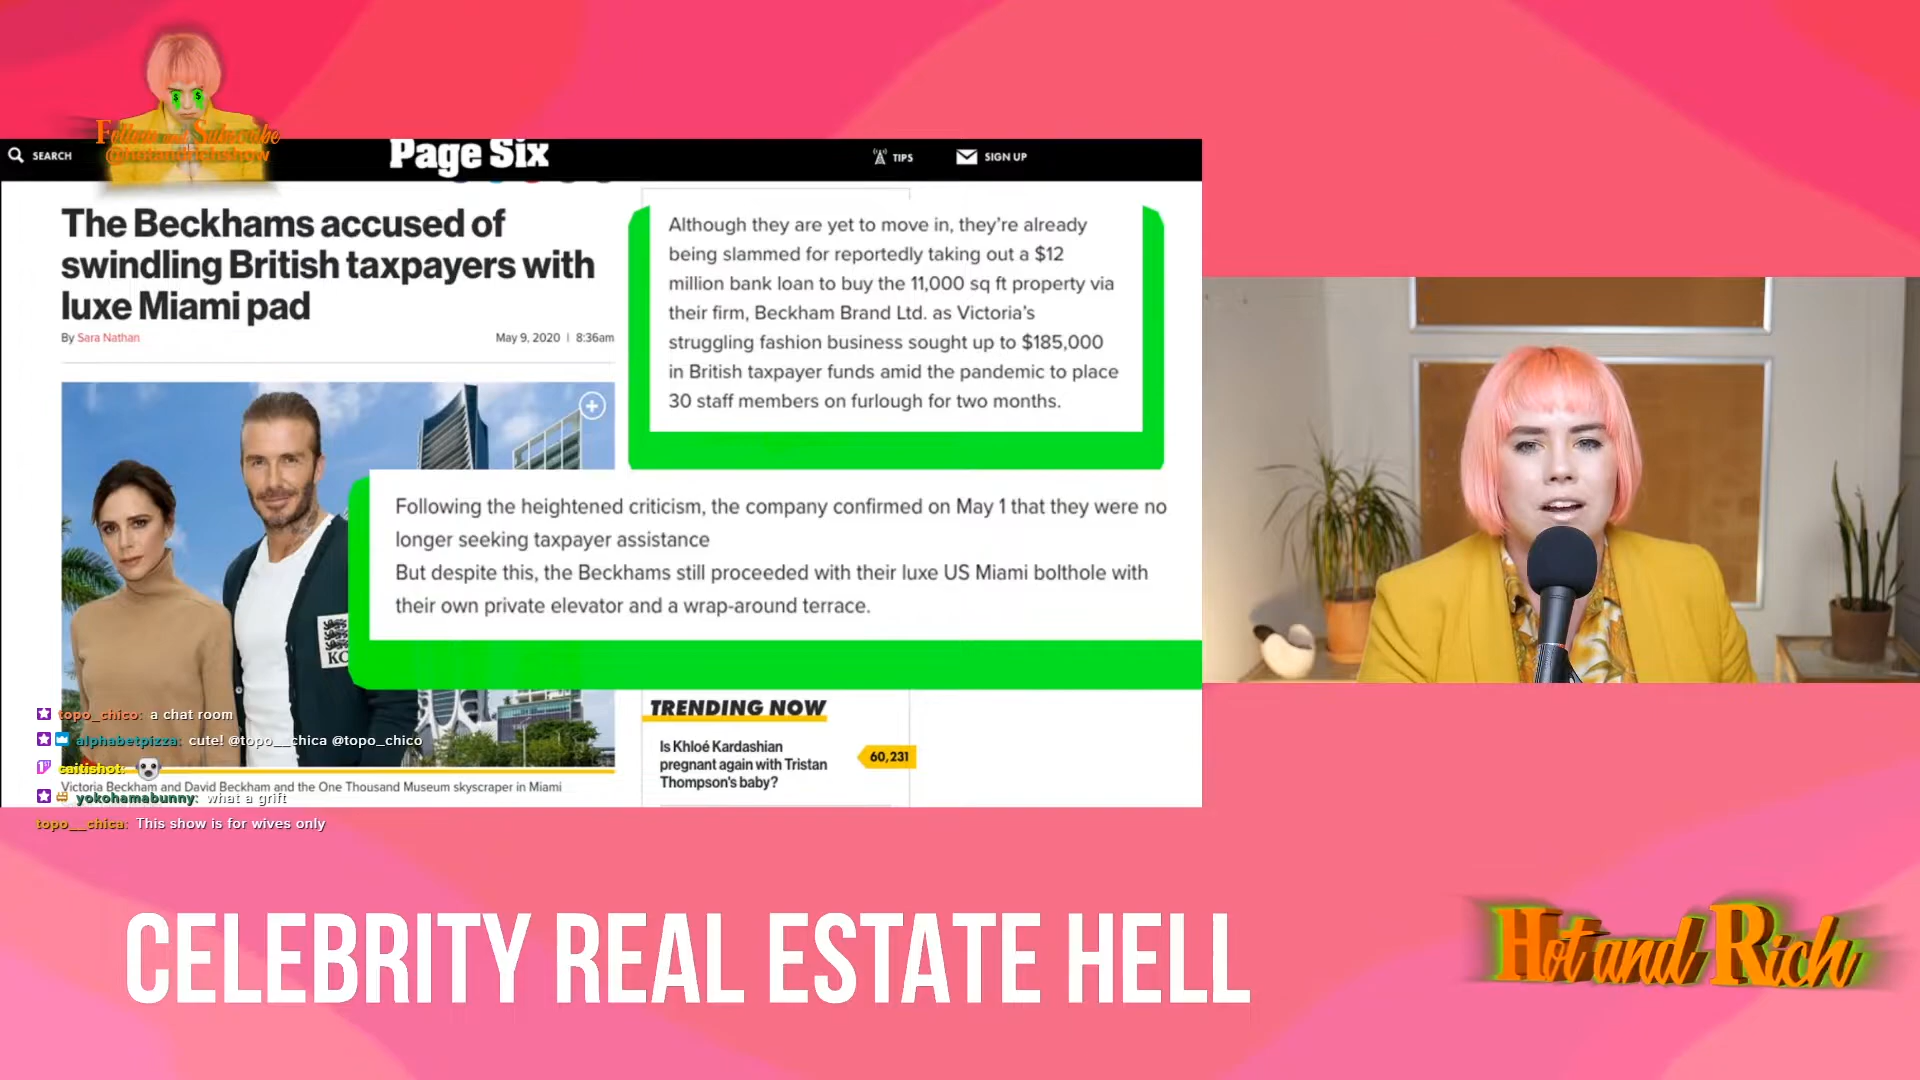 Follow and Subscribe
@hotandrichshow
SEARCH
Page Six
TIPS
SIGN UP
The Beckhams accused of
swindling British taxpayers with
luxe Miami pad
By Sara Nathan
May 9, 2020 | 8:36am
Although they are yet to move in, they’re already
being slammed for reportedly taking out a $12
million bank loan to buy the 11,000 sq ft property via
their firm, Beckham Brand Ltd. as Victoria’s
struggling fashion business sought up to $185,000
in British taxpayer funds amid the pandemic to place
30 staff members on furlough for two months.
Following the heightened criticism, the company confirmed on May 1 that they were no
longer seeking taxpayer assistance
But despite this, the Beckhams still proceeded with their luxe US Miami bolthole with
their own private elevator and a wrap-around terrace.
KC
topo_chico: a chat room
alphabetpizza: cute! @topo__chica @topo_chico
caitishot:
Victoria Beckham and David Beckham and the One Thousand Museum skyscraper in Miami
yokohamabunny: what a grift
topo__chica: This show is for wives only
TRENDING NOW
Is Khloé Kardashian
pregnant again with Tristan
Thompson's baby?
60,231
CELEBRITY REAL ESTATE HELL
Hot and Rich